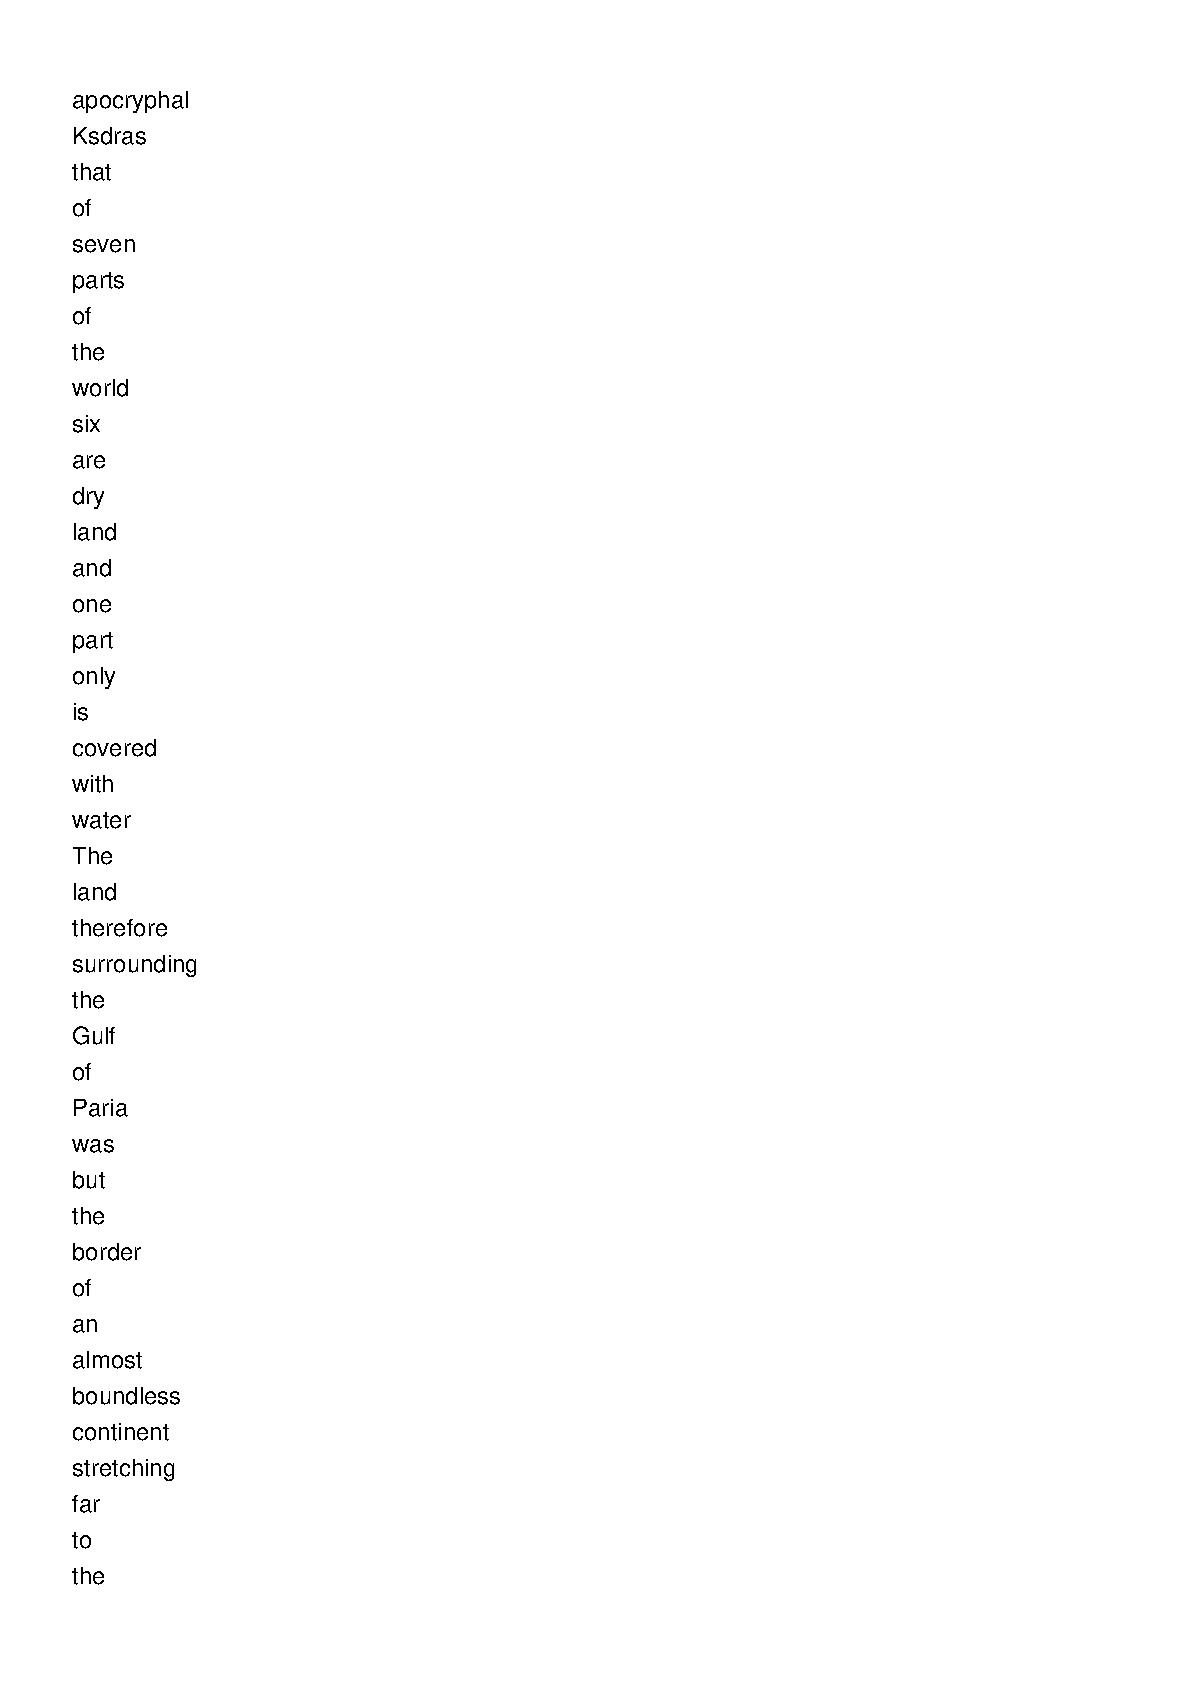 apocryphal
Ksdras
that
of
seven
parts
of
the
world
six
are
dry
land
and
one
part
only
is
covered
with
water
The
land
therefore
surrounding
the
Gulf
of
Paria
was
but
the
border
of
an
almost
boundless
continent
stretching
far
to
the